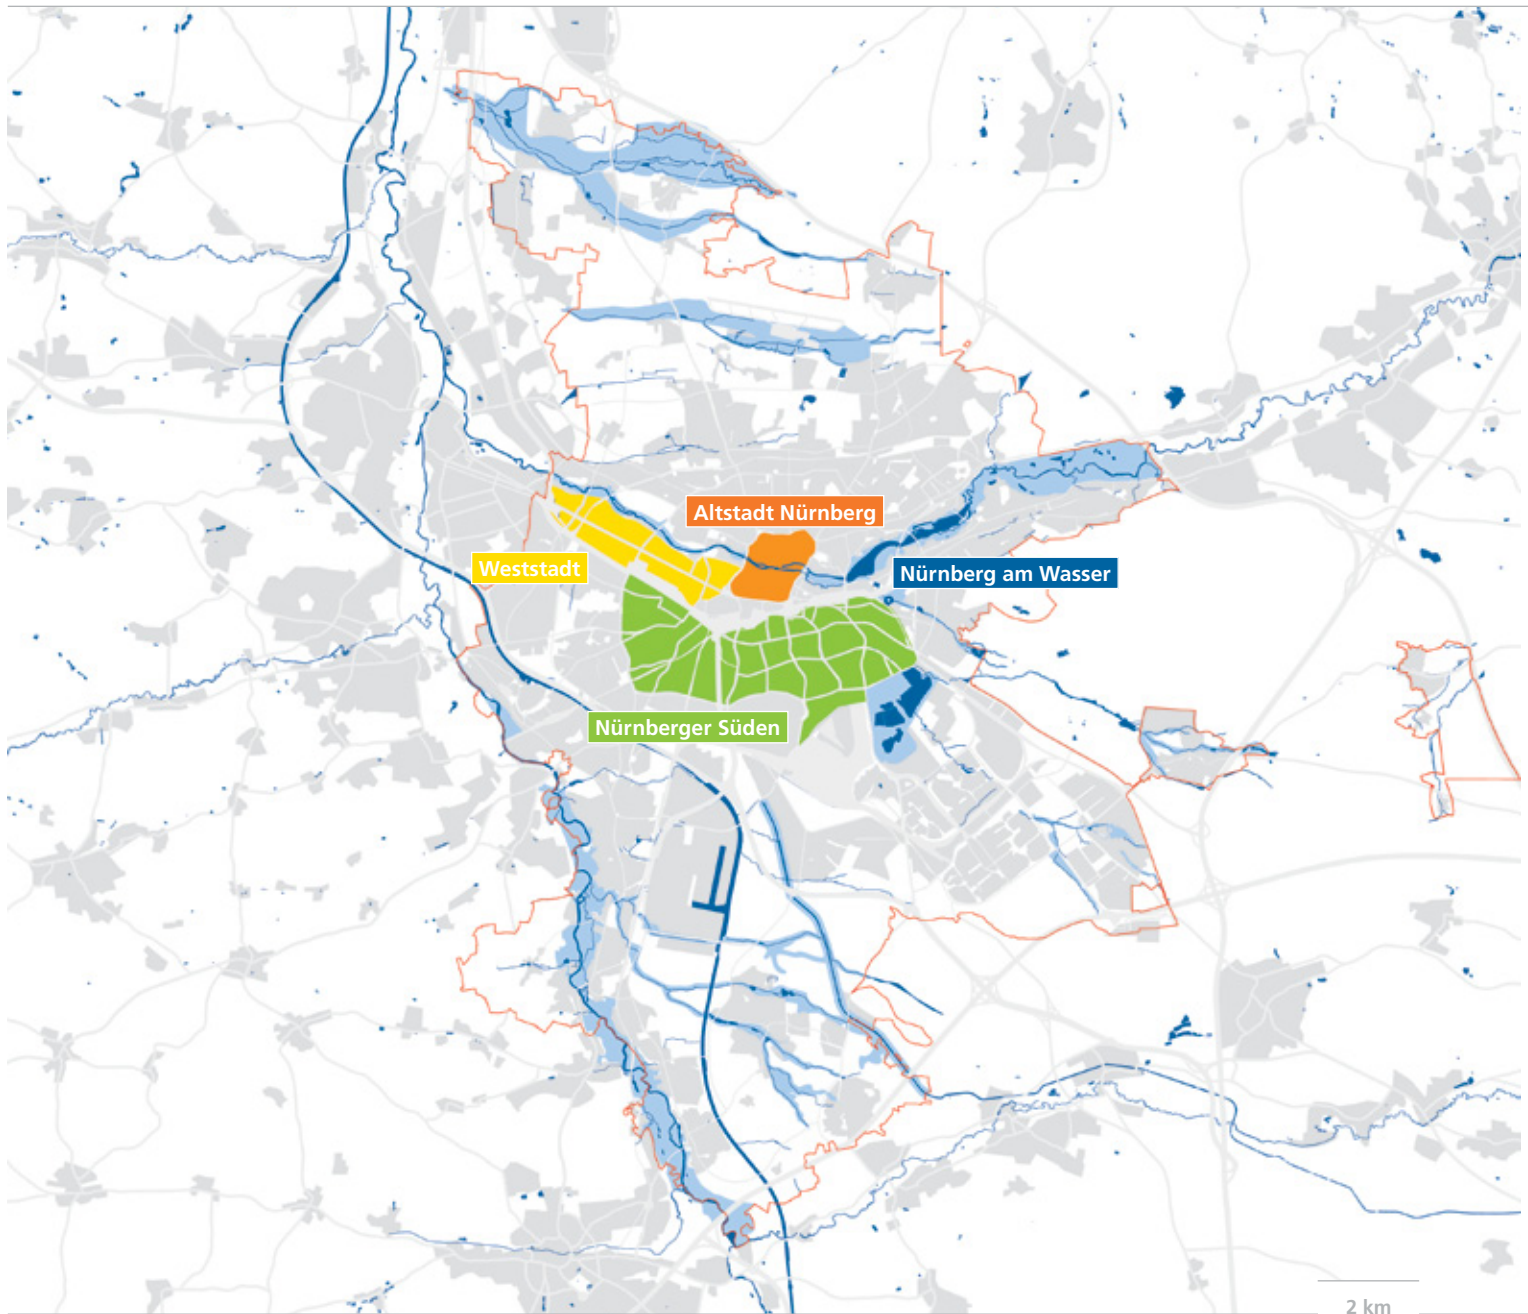 Altstadt Nürnberg
Weststadt
Nürnberg am Wasser
Nürnberger Süden
2 km